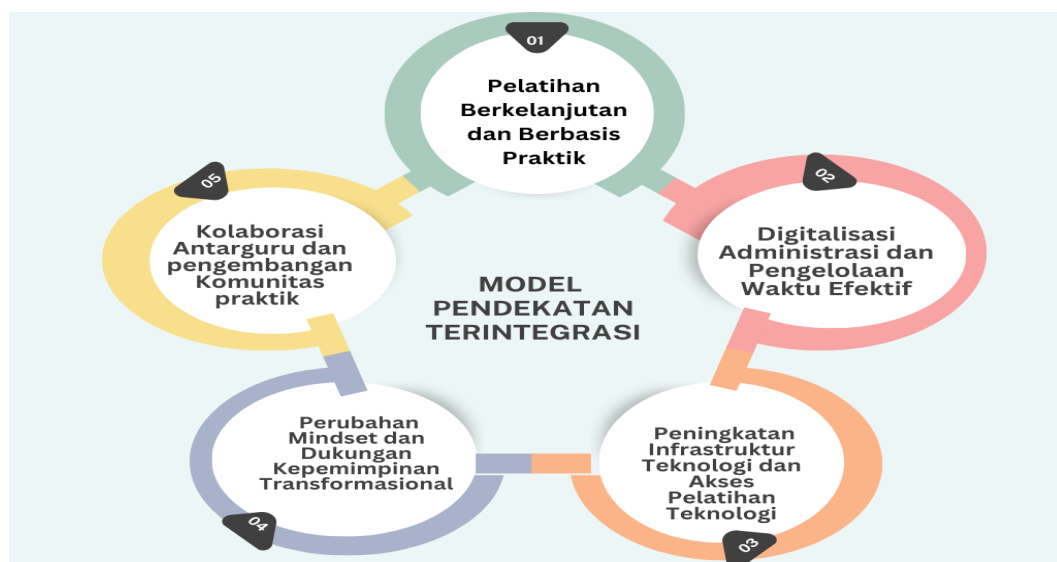 01
Pelatihan
Berkelanjutan
dan Berbasis
Praktik
02
Digitalisasi
Administrasi dan
Pengelolaan
Waktu Efektif
03
Peningkatan
Infrastruktur
Teknologi dan
Akses
Pelatihan
Teknologi
04
Perubahan
Mindset dan
Dukungan
Kepemimpinan
Transformasional
05
Kolaborasi
Antarguru dan
pengembangan
Komunitas
praktik
MODEL
PENDEKATAN
TERINTEGRASI